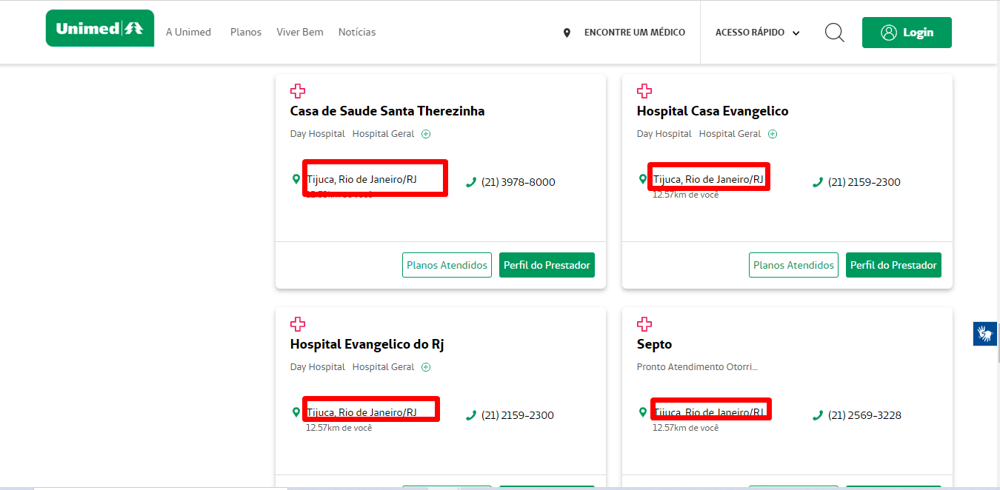 Unimed
A Unimed
Planos
Viver Bem
Notícias
ENCONTRE UM MÉDICO
ACESSO RÁPIDO
Login
Casa de Saude Santa Therezinha
Day Hospital Hospital Geral
Tijuca, Rio de Janeiro/RJ
(21) 3978-8000
km de você
Planos Atendidos
Perfil do Prestador
Hospital Casa Evangelico
Day Hospital Hospital Geral
Tijuca, Rio de Janeiro/RJ
(21) 2159-2300
12.57km de você
Planos Atendidos
Perfil do Prestador
Hospital Evangelico do Rj
Day Hospital Hospital Geral
Tijuca, Rio de Janeiro/RJ
(21) 2159-2300
12.57km de você
Septo
Pronto Atendimento Otorri...
Tijuca, Rio de Janeiro/RJ
(21) 2569-3228
12.57km de você